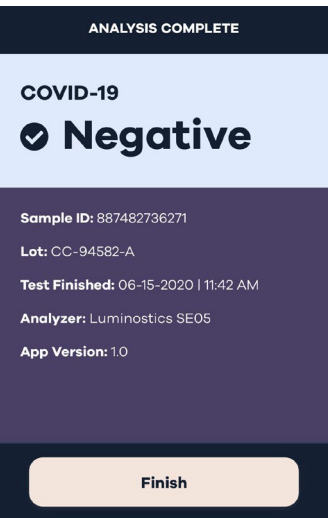 ANALYSIS COMPLETE
COVID-19
Negative
Sample ID: 887482736271
Lot: CC-94582-A
Test Finished: 06-15-2020 | 11:42 AM
Analyzer: Luminostics SE05
App Version: 1.0
Finish